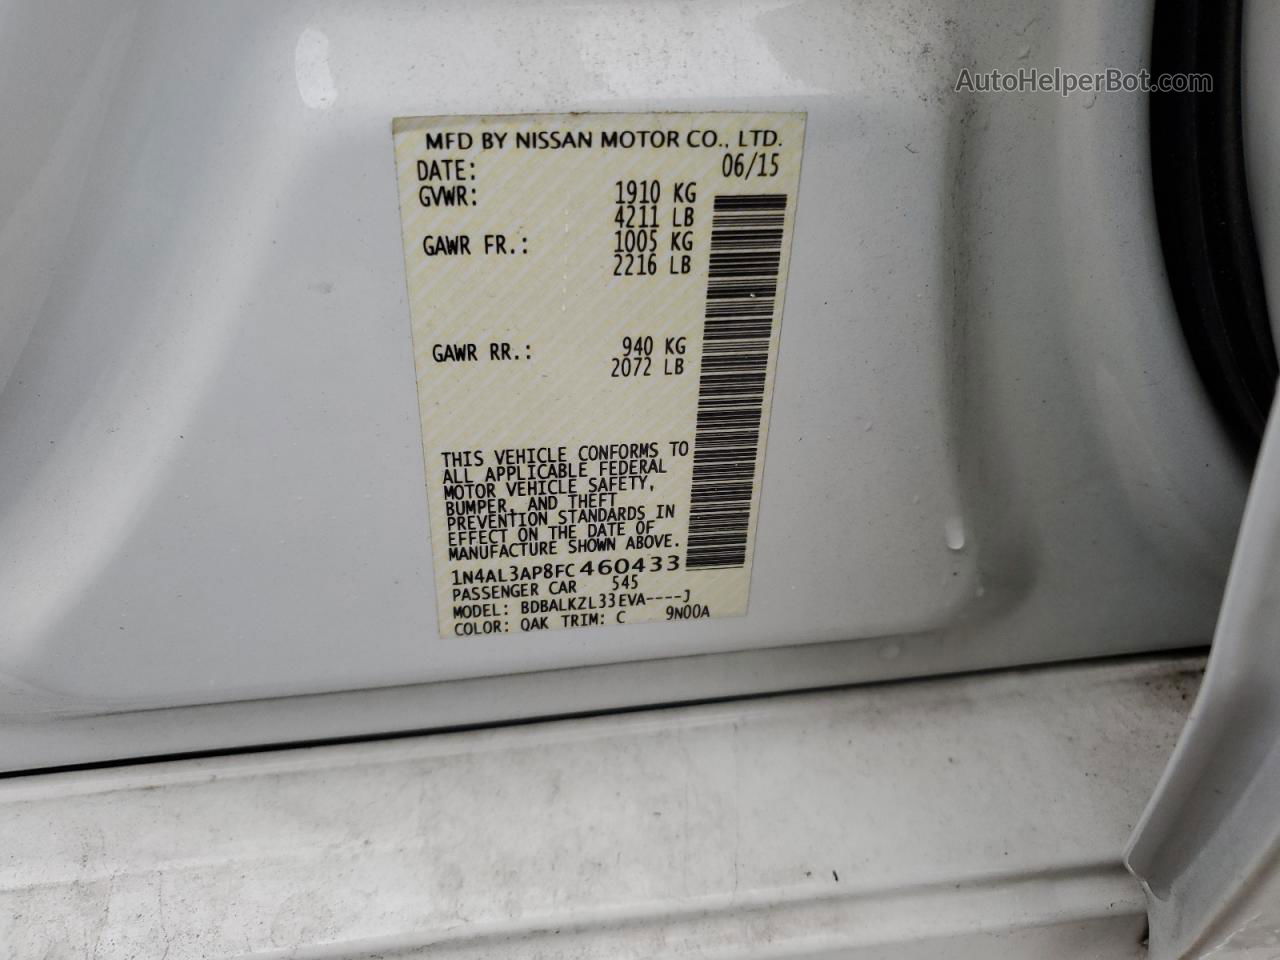 AutoHelperBot.com
MFD BY NISSAN MOTOR CO., LTD.
DATE: 06/15
GVWR: 1910 KG
4211 LB
GAWR FR.: 1005 KG
2216 LB
GAWR RR.: 940 KG
2072 LB
THIS VEHICLE CONFORMS TO
ALL APPLICABLE FEDERAL
MOTOR VEHICLE SAFETY,
BUMPER, AND THEFT
PREVENTION STANDARDS IN
EFFECT ON THE DATE OF
MANUFACTURE SHOWN ABOVE.
1N4AL3AP8FC460433
PASSENGER CAR 545
MODEL: BDBALKZL33EVA----J
COLOR: QAK TRIM: C 9N00A